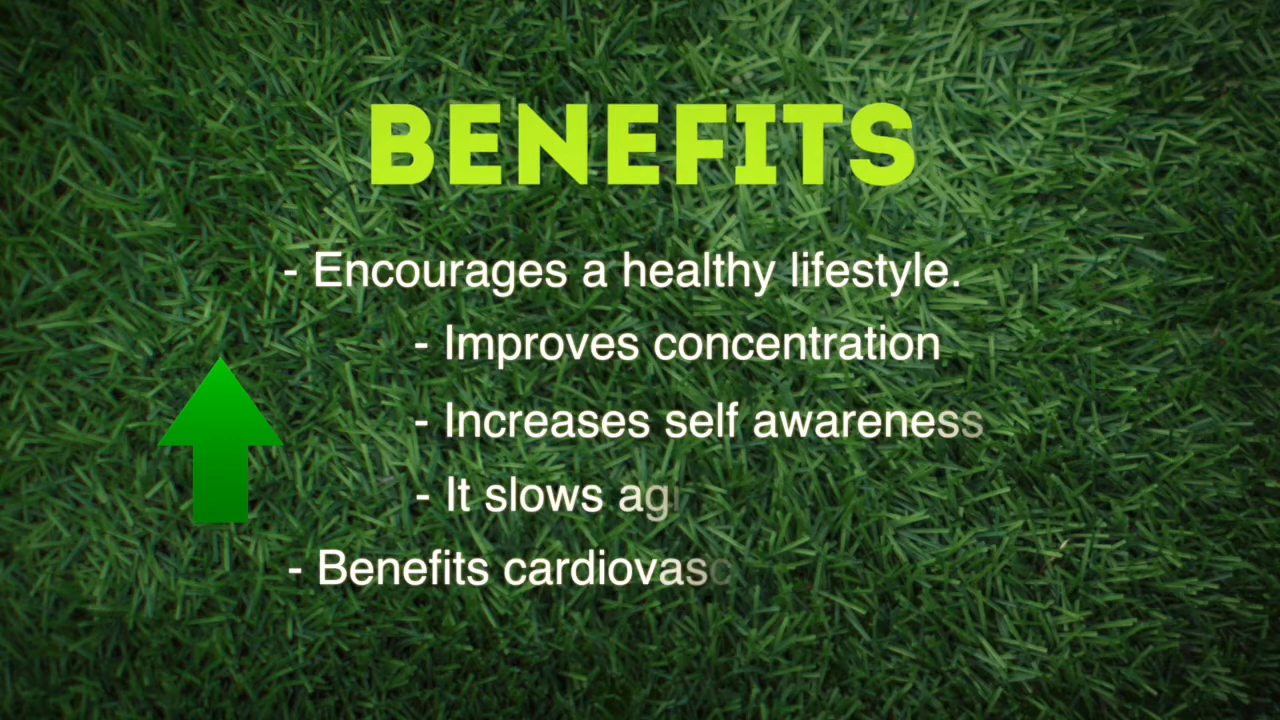 BENEFITS
- Encourages a healthy lifestyle.
- Improves concentration
- Increases self awareness
- It slows
- Benefits